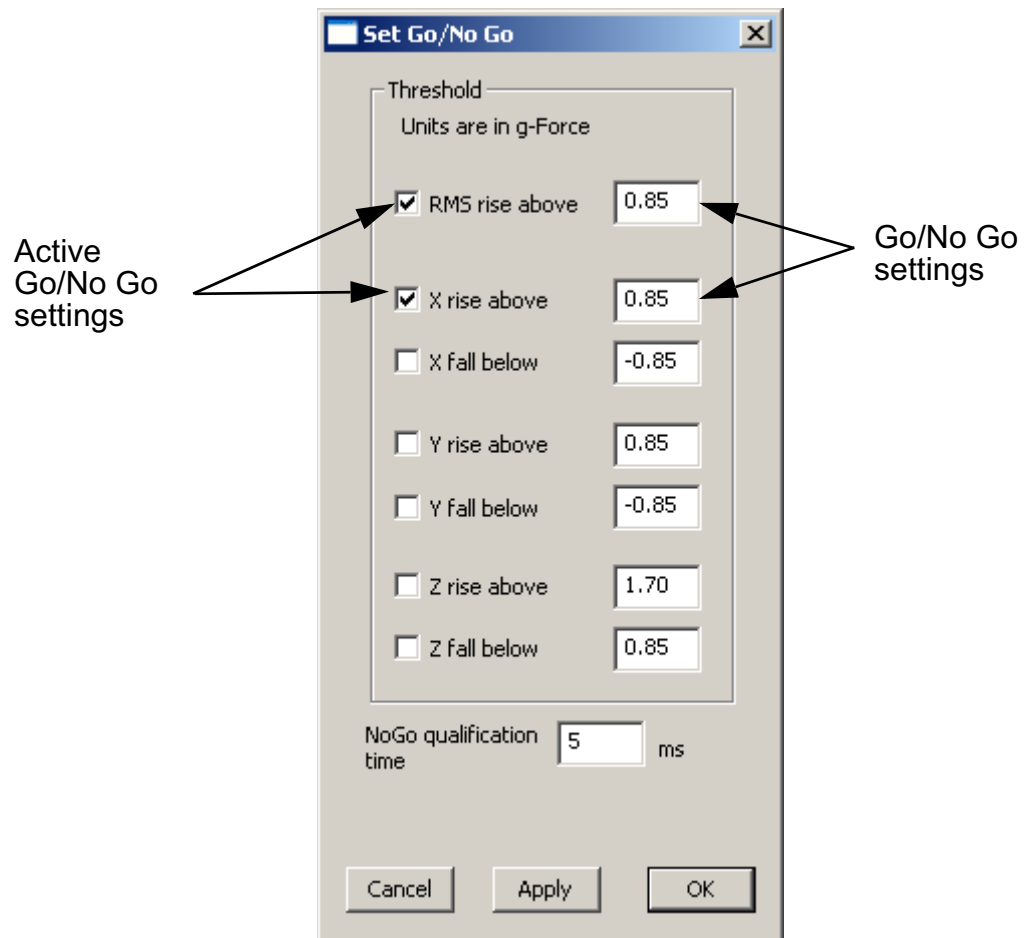 Set Go/No Go
Threshold
Units are in g-Force
RMS rise above 0.85
X rise above 0.85
X fall below -0.85
Y rise above 0.85
Y fall below -0.85
Z rise above 1.70
Z fall below 0.85
NoGo qualification
time
5 ms
Cancel Apply OK
Active
Go/No Go
settings
Go/No Go
settings